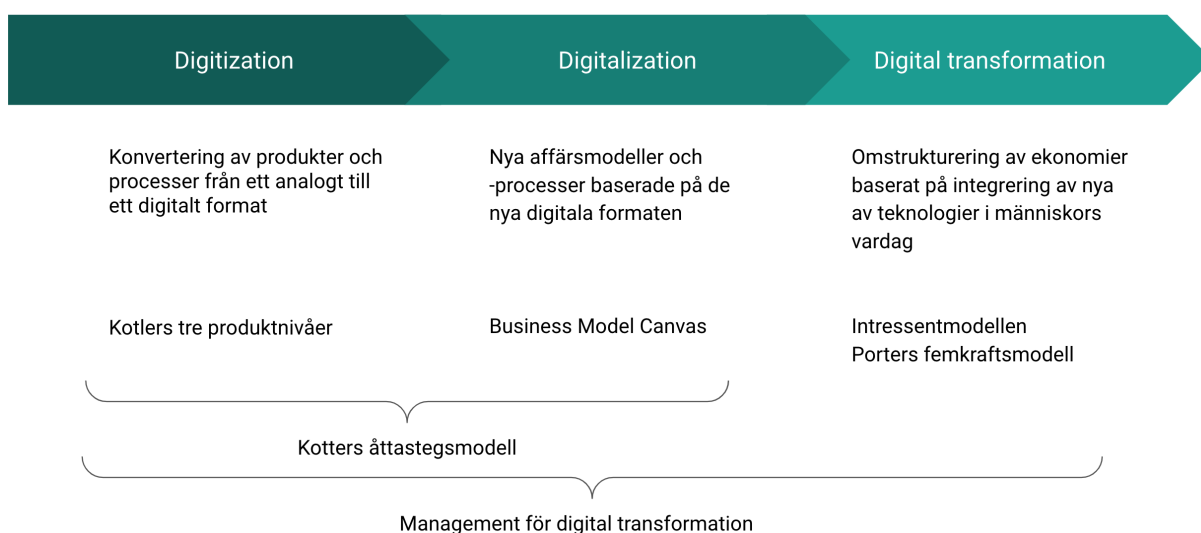 Digitization
Digitalization
Digital transformation
Konvertering av produkter och
processer från ett analogt till
ett digitalt format
Nya affärsmodeller och
-processer baserade på de
nya digitala formaten
Omstrukturering av ekonomier
baserat på integrering av nya
av teknologier i människors
vardag
Kotlers tre produktnivåer
Business Model Canvas
Intressentmodellen
Porters femkraftsmodell
Kotters åttastegsmodell
Management för digital transformation